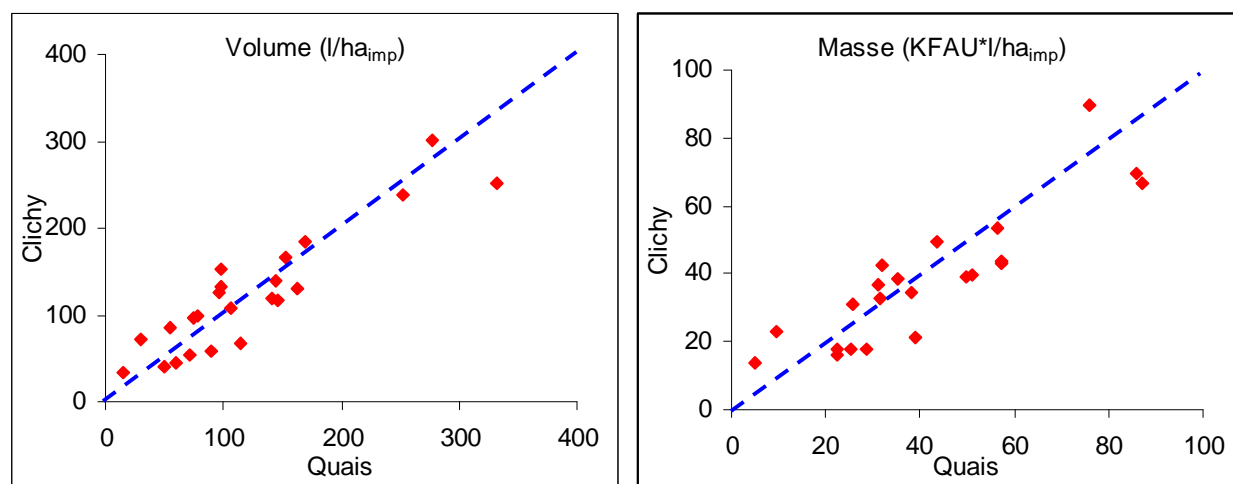 Volume (l/ha_imp)
400
300
200
100
0
Clichy
0 100 200 300 400
Quais
Masse (KFAU*l/ha_imp)
100
80
60
40
20
0
Clichy
0 20 40 60 80 100
Quais